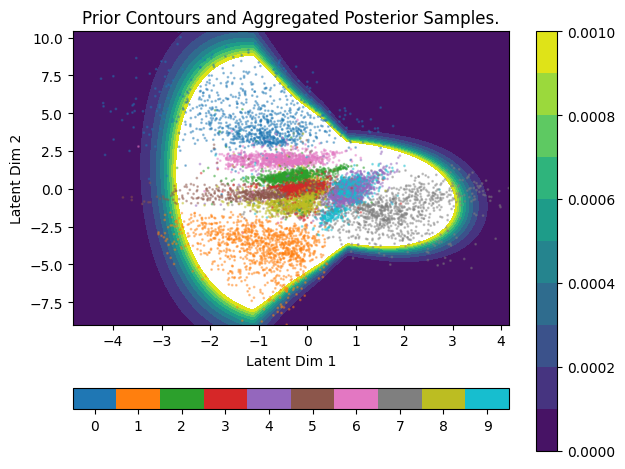 Prior Contours and Aggregated Posterior Samples.
10.0
7.5
5.0
2.5
0.0
−2.5
−5.0
−7.5
Latent Dim 2
−4 −3 −2 −1 0 1 2 3 4
Latent Dim 1
0 1 2 3 4 5 6 7 8 9
0.0010
0.0008
0.0006
0.0004
0.0002
0.0000